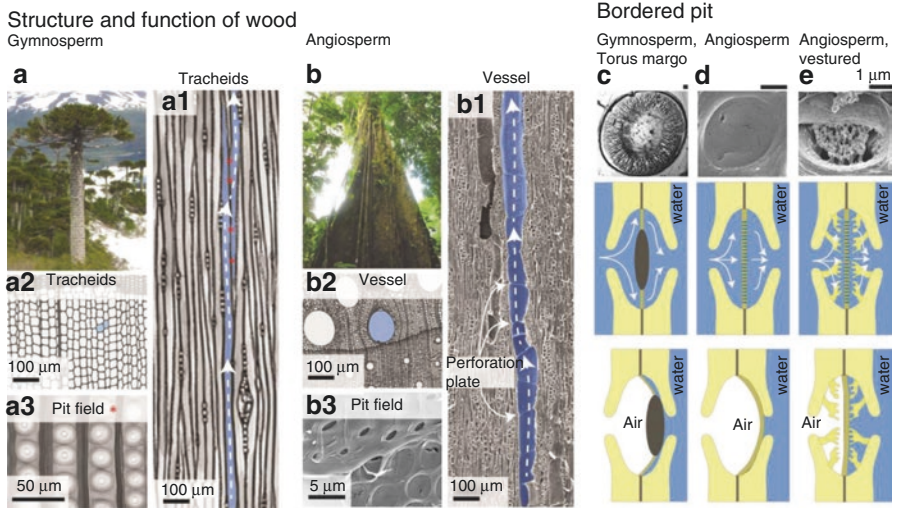 Structure and function of wood
Gymnosperm
Angiosperm
a
Tracheids
a1
b
Vessel
b1
a2 Tracheids
100 µm
a3 Pit field *
50 µm
100 µm
b2 Vessel
100 µm
Perforation
plate
b3 Pit field
5 µm
100 µm
Bordered pit
Gymnosperm,
Torus margo
Angiosperm
Angiosperm,
vestured
c
d
e
1 µm
water
water
water
Air
water
Air
water
Air
water